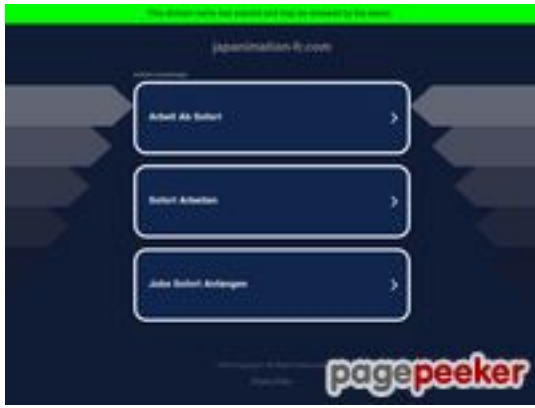 This domain name has expired and may be renewed by the owner.
japanimation-fr.com
Arbeit Ab Sofort
Sofort Arbeiten
Jobs Sofort Anfangen
pagepeeker